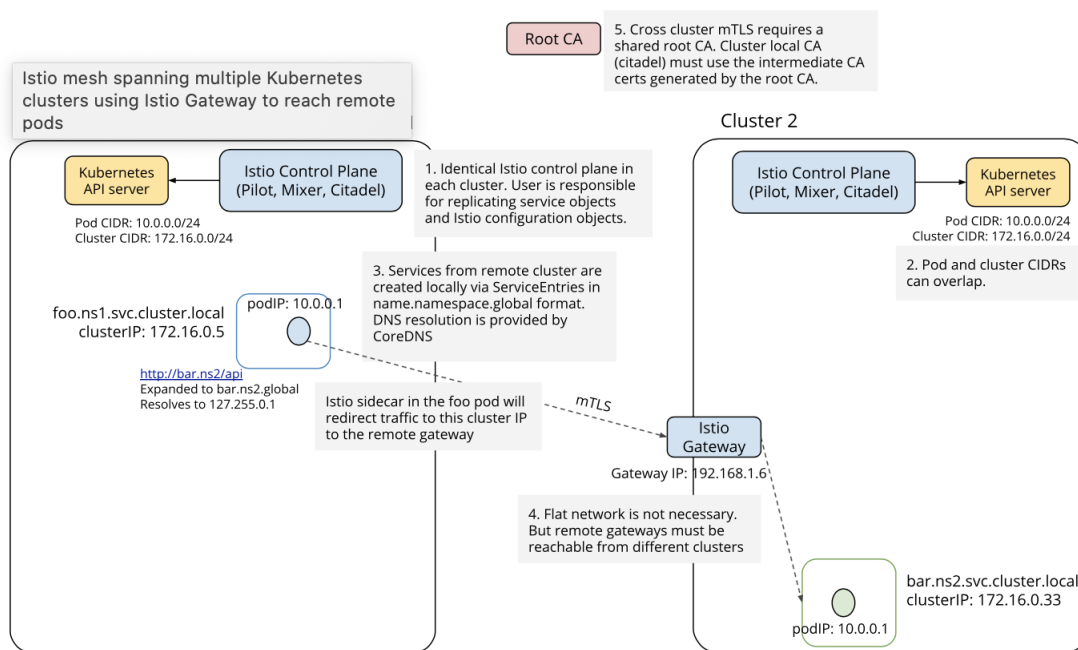 Root CA
5. Cross cluster mTLS requires a
shared root CA. Cluster local CA
(citadel) must use the intermediate CA
certs generated by the root CA.
Istio mesh spanning multiple Kubernetes
clusters using Istio Gateway to reach remote
pods
Cluster 2
Kubernetes
API server
Istio Control Plane
(Pilot, Mixer, Citadel)
Pod CIDR: 10.0.0.0/24
Cluster CIDR: 172.16.0.0/24
1. Identical Istio control plane in
each cluster. User is responsible
for replicating service objects
and Istio configuration objects.
Istio Control Plane
(Pilot, Mixer, Citadel)
Kubernetes
API server
Pod CIDR: 10.0.0.0/24
Cluster CIDR: 172.16.0.0/24
2. Pod and cluster CIDRs
can overlap.
3. Services from remote cluster are
created locally via ServiceEntries in
name.namespace.global format.
DNS resolution is provided by
CoreDNS
foo.ns1.svc.cluster.local
clusterIP: 172.16.0.5
podIP: 10.0.0.1
http://bar.ns2/api
Expanded to bar.ns2.global
Resolves to 127.255.0.1
Istio sidecar in the foo pod will
redirect traffic to this cluster IP
to the remote gateway
mTLS
Istio
Gateway
Gateway IP: 192.168.1.6
4. Flat network is not necessary.
But remote gateways must be
reachable from different clusters
bar.ns2.svc.cluster.local
clusterIP: 172.16.0.33
podIP: 10.0.0.1